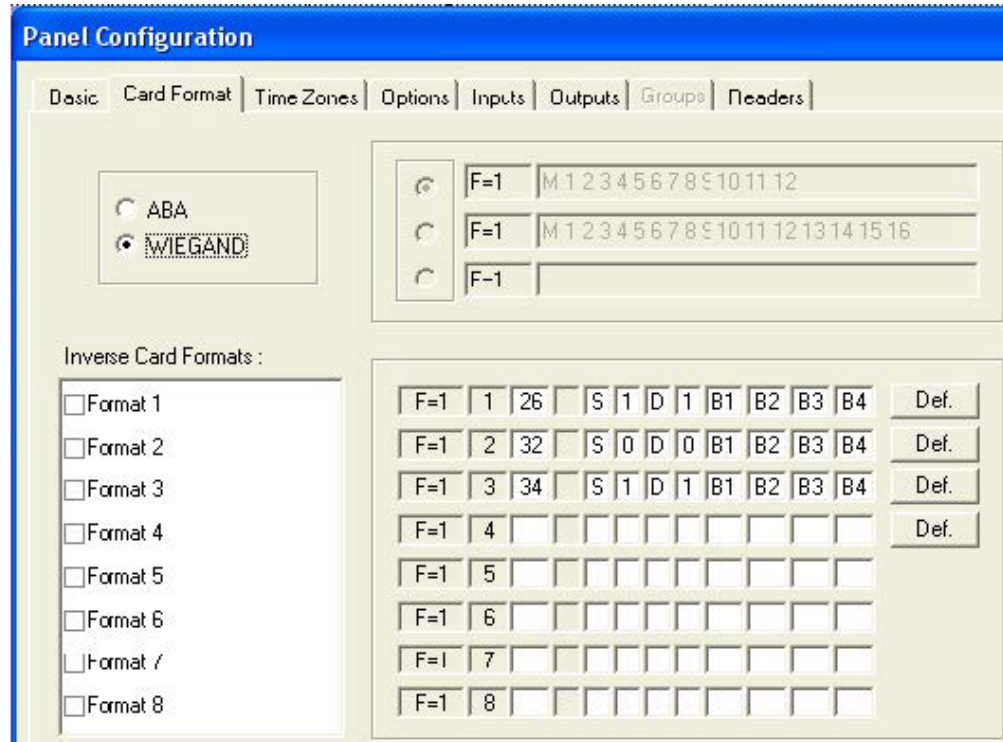 Panel Configuration
Basic Card Format Time Zones Options Inputs Outputs Groups Readers
ABA
WIEGAND
F=1 M 1 2 3 4 5 6 7 8 9 10 11 12
F=1 M 1 2 3 4 5 6 7 8 9 10 11 12 13 14 15 16
F=1
Inverse Card Formats :
Format 1
Format 2
Format 3
Format 4
Format 5
Format 6
Format 7
Format 8
F=1 1 26 S 1 D 1 B1 B2 B3 B4 Def.
F=1 2 32 S 0 D 0 B1 B2 B3 B4 Def.
F=1 3 34 S 1 D 1 B1 B2 B3 B4 Def.
F=1 4 Def.
F=1 5
F=1 6
F=1 7
F=1 8